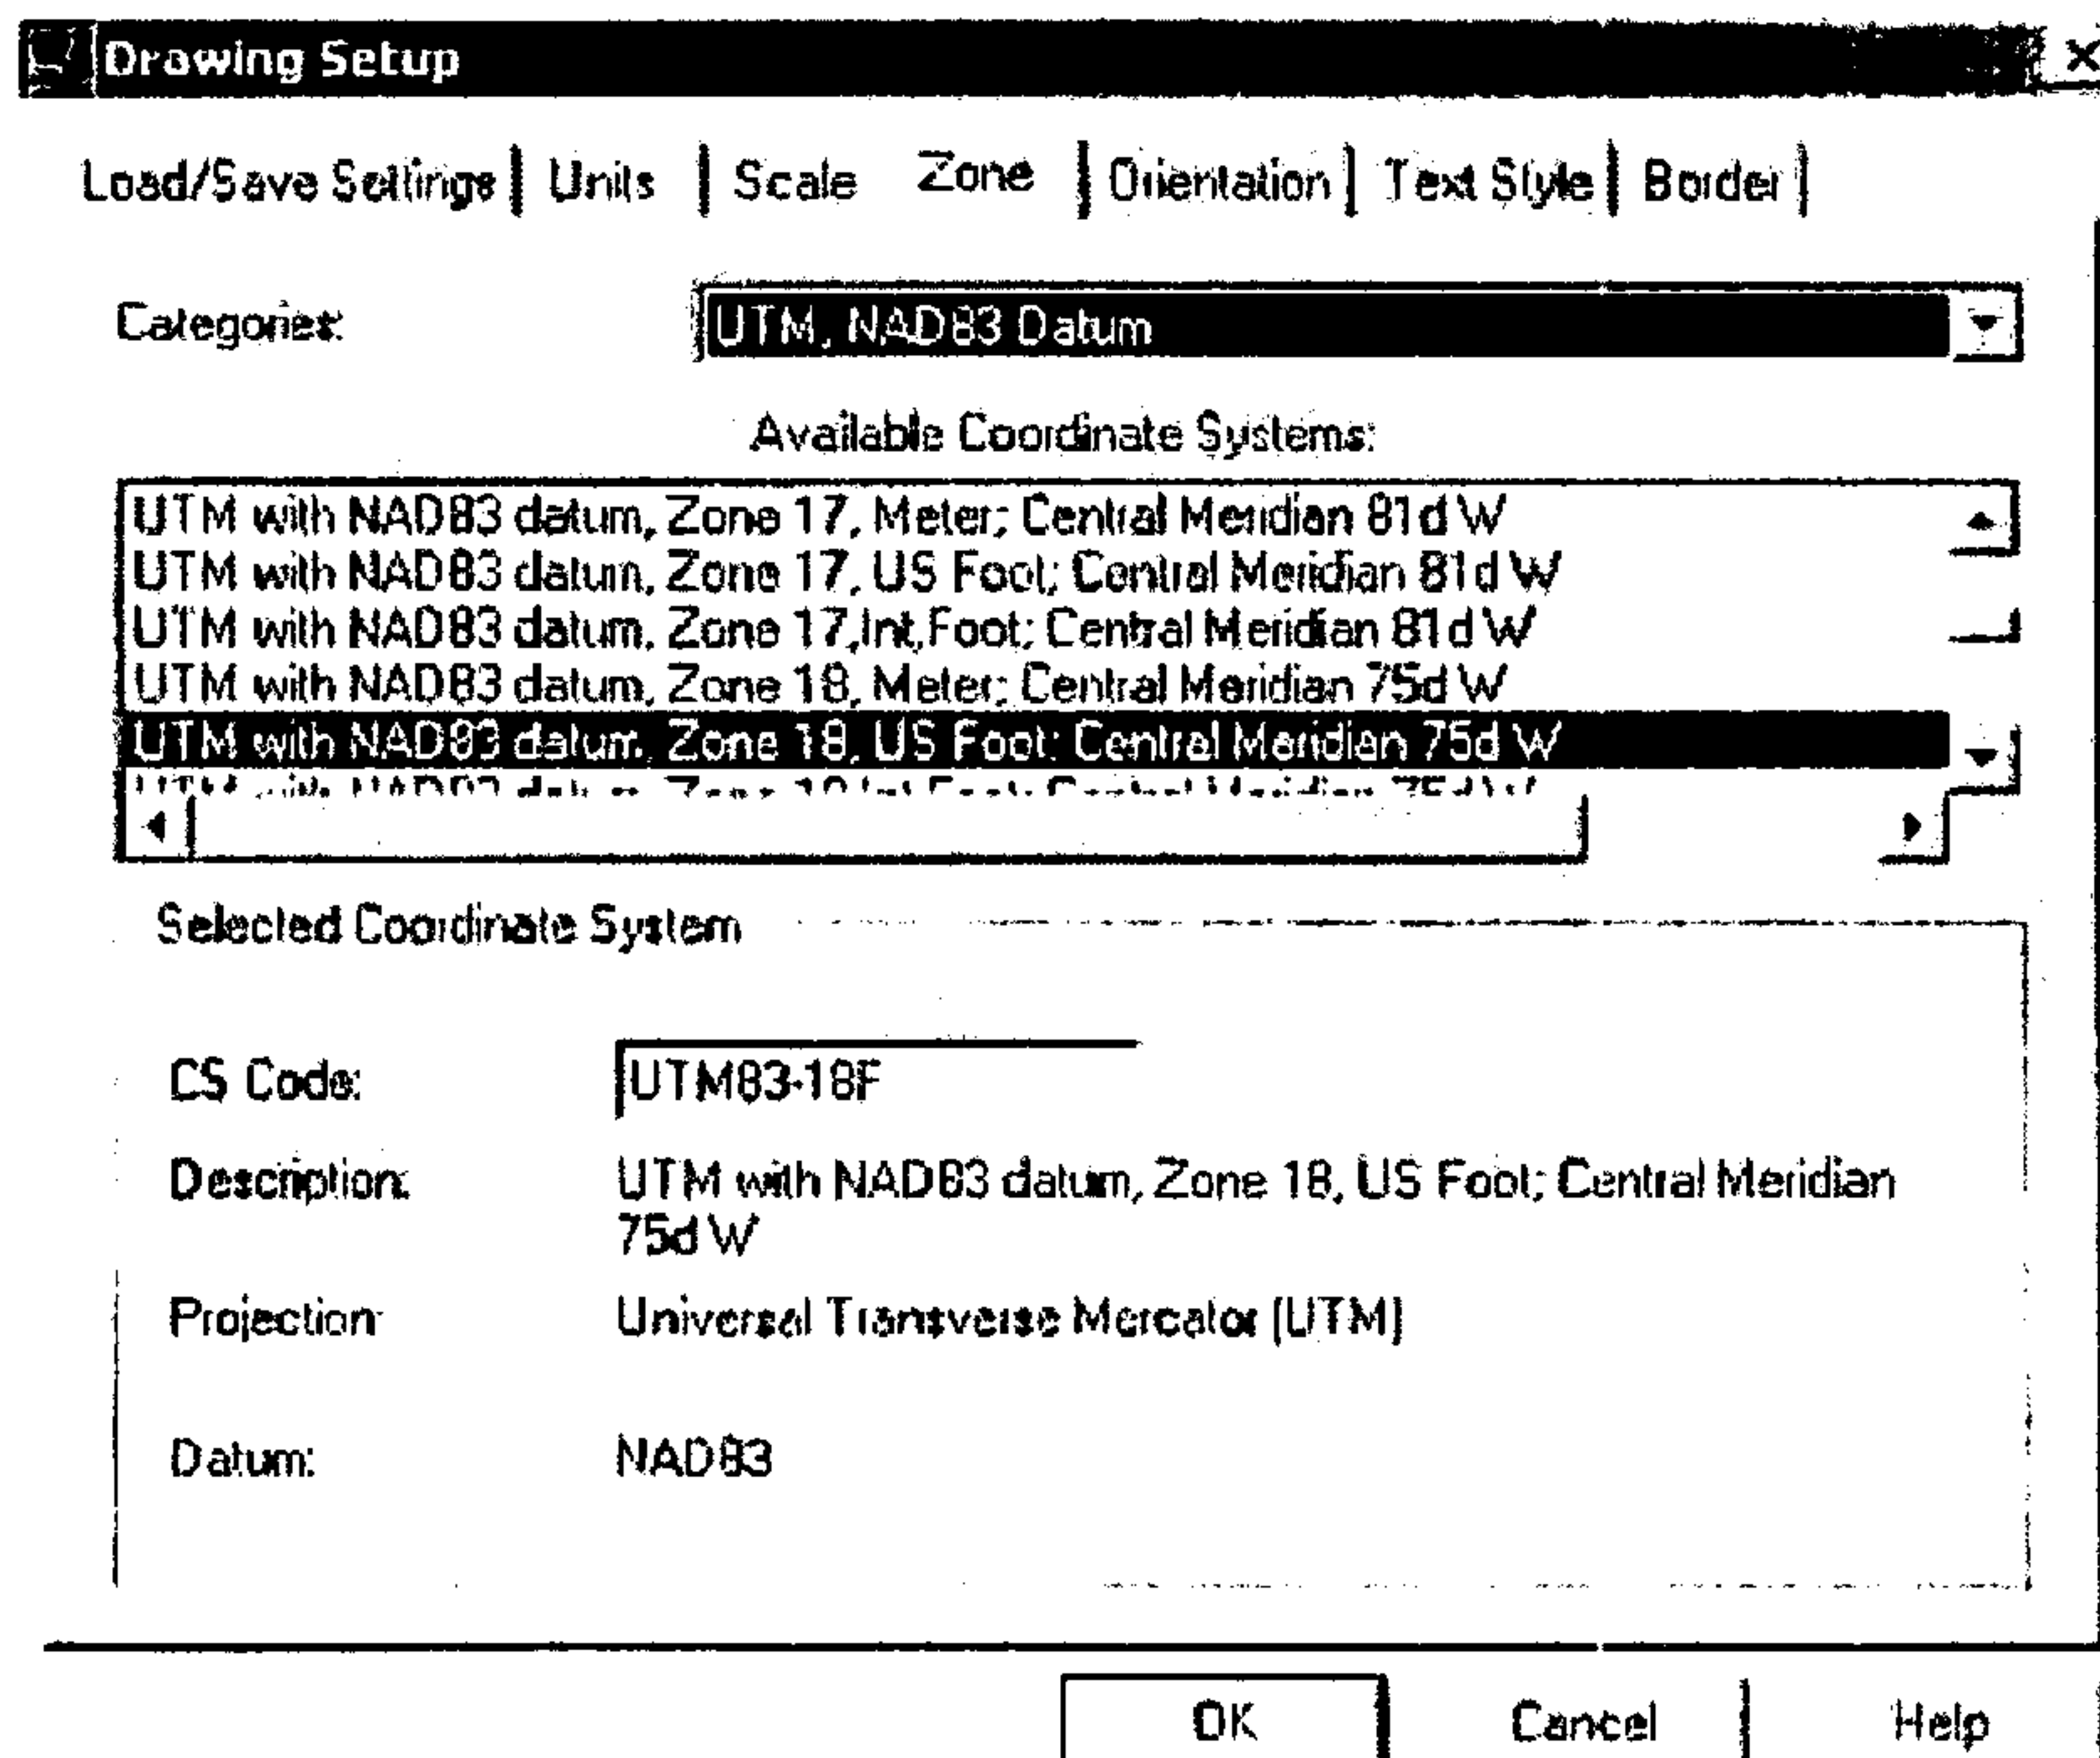 Drawing Setup
Load/Save Settings Units Scale Zone Orientation Text Style Border
Categories: UTM, NAD83 Datum
Available Coordinate Systems:
UTM with NAD83 datum, Zone 17, Meter; Central Meridian 81d W
UTM with NAD83 datum, Zone 17, US Foot; Central Meridian 81d W
UTM with NAD83 datum, Zone 17,Int,Foot; Central Meridian 81d W
UTM with NAD83 datum, Zone 18, Meter; Central Meridian 75d W
UTM with NAD83 datum, Zone 18, US Foot; Central Meridian 75d W
Selected Coordinate System
CS Code: UTM83-18F
Description: UTM with NAD83 datum, Zone 18, US Foot; Central Meridian
75d W
Projection: Universal Transverse Mercator (UTM)
Datum: NAD83
OK Cancel Help